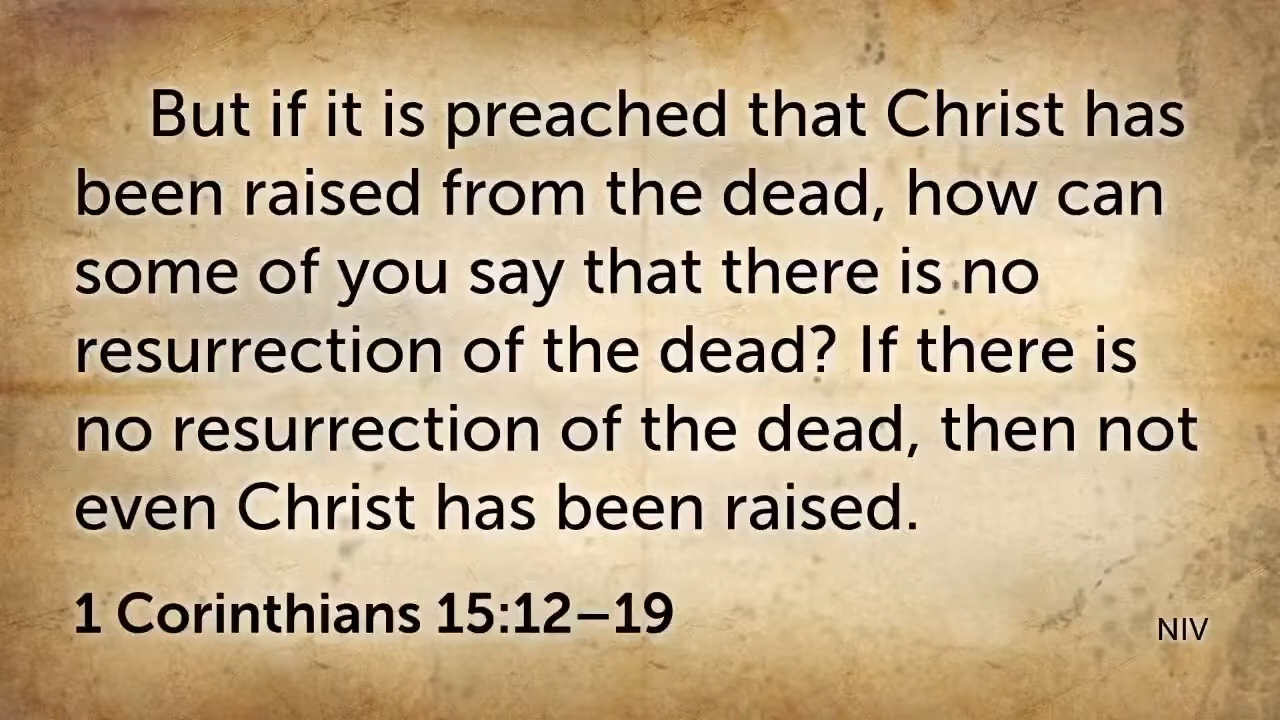 But if it is preached that Christ has
been raised from the dead, how can
some of you say that there is no
resurrection of the dead? If there is
no resurrection of the dead, then not
even Christ has been raised.
1 Corinthians 15:12–19
NIV